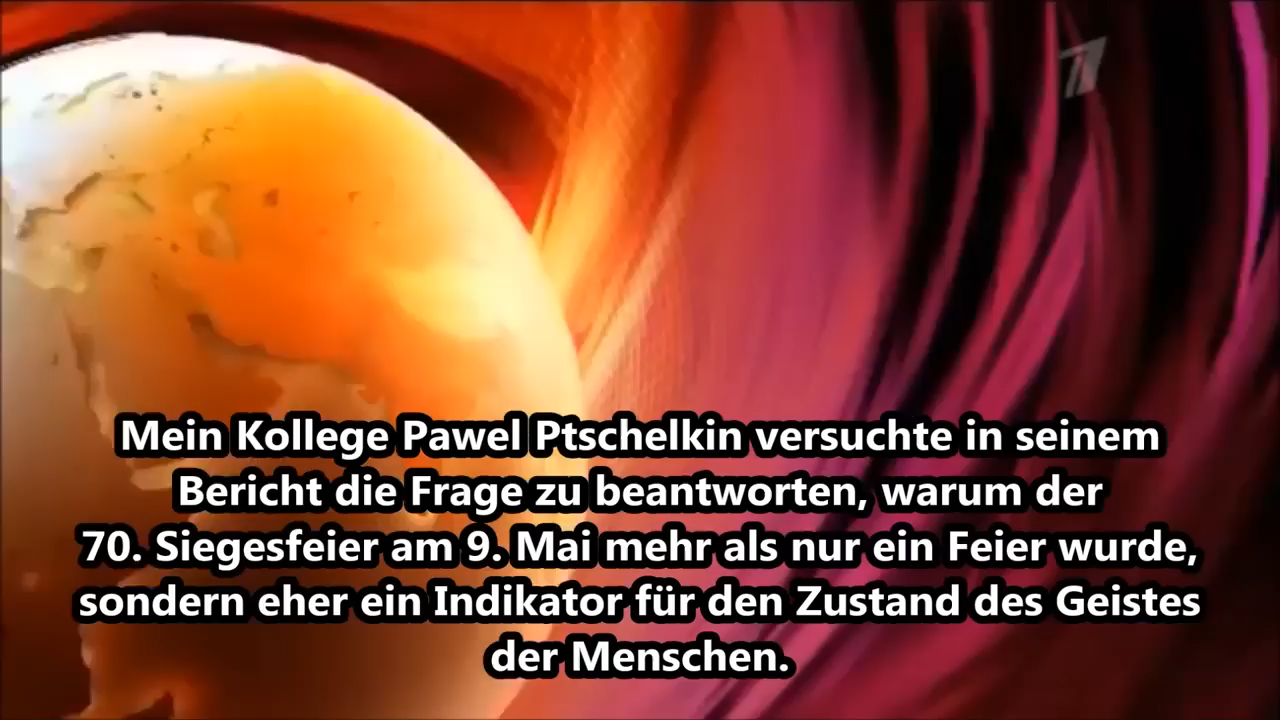 Mein Kollege Pawel Ptschelkin versuchte in seinem
Bericht die Frage zu beantworten, warum der
70. Siegesfeier am 9. Mai mehr als nur ein Feier wurde,
sondern eher ein Indikator für den Zustand des Geistes
der Menschen.